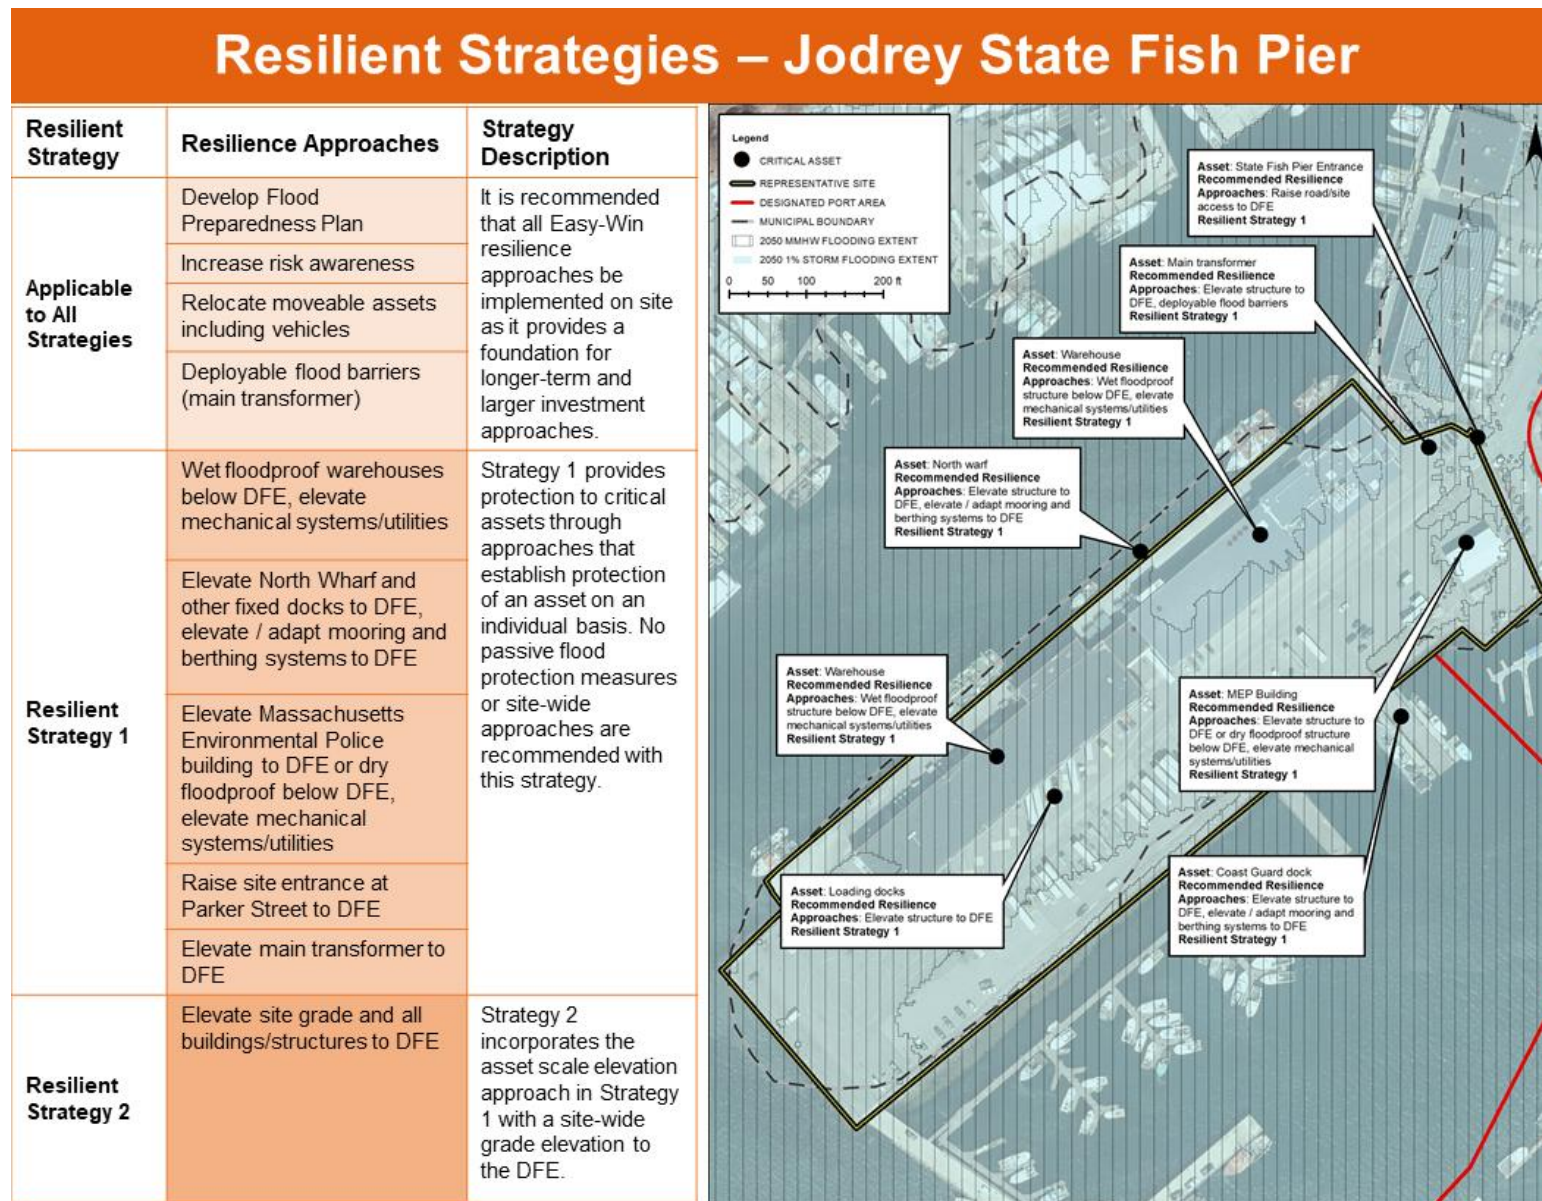 Resilient Strategies – Jodrey State Fish Pier
Resilient
Strategy
Resilience Approaches
Strategy
Description
Applicable
to All
Strategies
Develop Flood
Preparedness Plan
Increase risk awareness
Relocate moveable assets
including vehicles
Deployable flood barriers
(main transformer)
It is recommended
that all Easy-Win
resilience
approaches be
implemented on site
as it provides a
foundation for
longer-term and
larger investment
approaches.
Resilient
Strategy 1
Wet floodproof warehouses
below DFE, elevate
mechanical systems/utilities
Elevate North Wharf and
other fixed docks to DFE,
elevate / adapt mooring and
berthing systems to DFE
Elevate Massachusetts
Environmental Police
building to DFE or dry
floodproof below DFE,
elevate mechanical
systems/utilities
Raise site entrance at
Parker Street to DFE
Elevate main transformer to
DFE
Strategy 1 provides
protection to critical
assets through
approaches that
establish protection
of an asset on an
individual basis. No
passive flood
protection measures
or site-wide
approaches are
recommended with
this strategy.
Resilient
Strategy 2
Elevate site grade and all
buildings/structures to DFE
Strategy 2
incorporates the
asset scale elevation
approach in Strategy
1 with a site-wide
grade elevation to
the DFE.
Legend
CRITICAL ASSET
REPRESENTATIVE SITE
DESIGNATED PORT AREA
MUNICIPAL BOUNDARY
2050 MMHW FLOODING EXTENT
2050 1% STORM FLOODING EXTENT
0 50 100 200 ft
Asset: State Fish Pier Entrance
Recommended Resilience
Approaches: Raise road/site
access to DFE
Resilient Strategy 1
Asset: Main transformer
Recommended Resilience
Approaches: Elevate structure to
DFE, deployable flood barriers
Resilient Strategy 1
Asset: Warehouse
Recommended Resilience
Approaches: Wet floodproof
structure below DFE, elevate
mechanical systems/utilities
Resilient Strategy 1
Asset: North warf
Recommended Resilience
Approaches: Elevate structure to
DFE, elevate / adapt mooring and
berthing systems to DFE
Resilient Strategy 1
Asset: Warehouse
Recommended Resilience
Approaches: Wet floodproof
structure below DFE, elevate
mechanical systems/utilities
Resilient Strategy 1
Asset: MEP Building
Recommended Resilience
Approaches: Elevate structure to
DFE or dry floodproof structure
below DFE, elevate mechanical
systems/utilities
Resilient Strategy 1
Asset: Loading docks
Recommended Resilience
Approaches: Elevate structure to DFE
Resilient Strategy 1
Asset: Coast Guard dock
Recommended Resilience
Approaches: Elevate structure to
DFE, elevate / adapt mooring and
berthing systems to DFE
Resilient Strategy 1